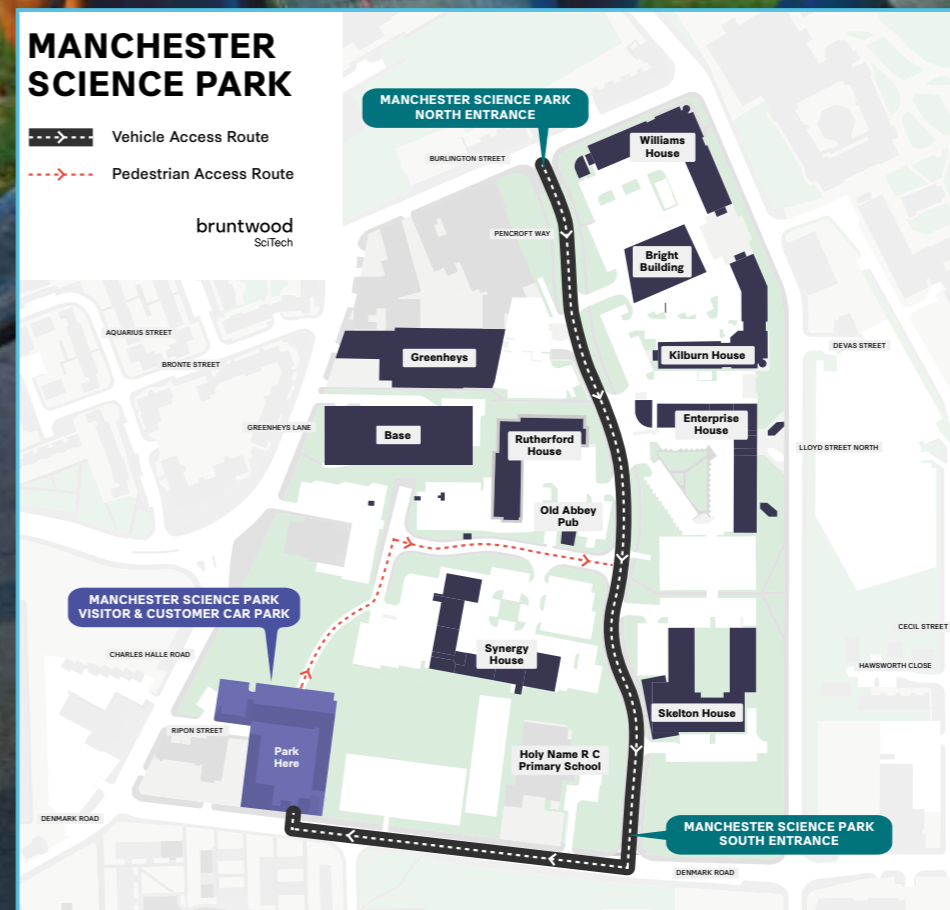 MANCHESTER
SCIENCE PARK
Vehicle Access Route
Pedestrian Access Route
bruntwood
SciTech
MANCHESTER SCIENCE PARK
NORTH ENTRANCE
BURLINGTON STREET
Williams
House
PENCROFT WAY
Bright
Building
AQUARIUS STREET
BRONTE STREET
Greenheys
Kilburn House
DEVAS STREET
GREENHEYS LANE
Base
Rutherford
House
Enterprise
House
LLOYD STREET NORTH
Old Abbey
Pub
MANCHESTER SCIENCE PARK
VISITOR & CUSTOMER CAR PARK
CECIL STREET
CHARLES HALLE ROAD
Synergy
House
HAWSWORTH CLOSE
Skelton House
RIPON STREET
Park
Here
Holy Name R C
Primary School
DENMARK ROAD
MANCHESTER SCIENCE PARK
SOUTH ENTRANCE
DENMARK ROAD